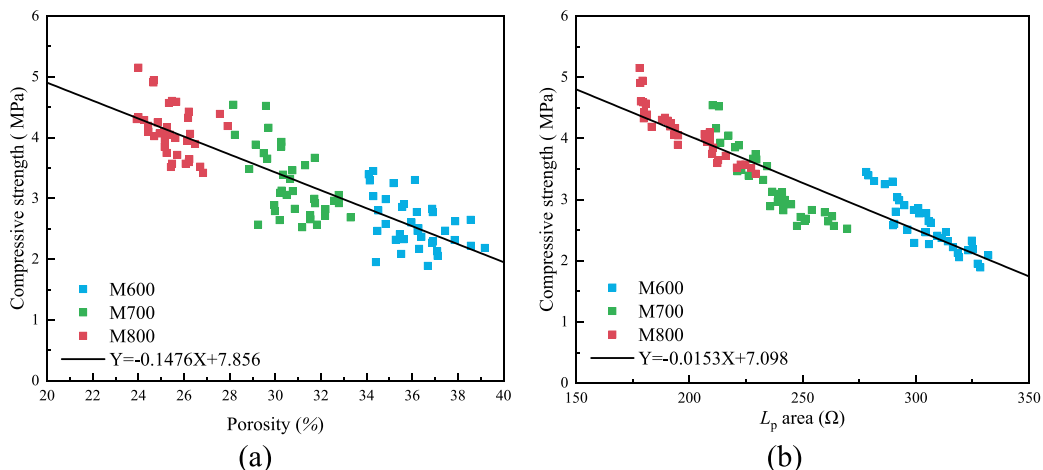 6
5
4
3
2
1
0
Compressive strength ( MPa)
M600
M700
M800
Y=-0.1476X+7.856
20 22 24 26 28 30 32 34 36 38 40
Porosity (%)
(a)
6
5
4
3
2
1
0
Compressive strength ( MPa)
M600
M700
M800
Y=-0.0153X+7.098
150 200 250 300 350
Lp area (Ω)
(b)